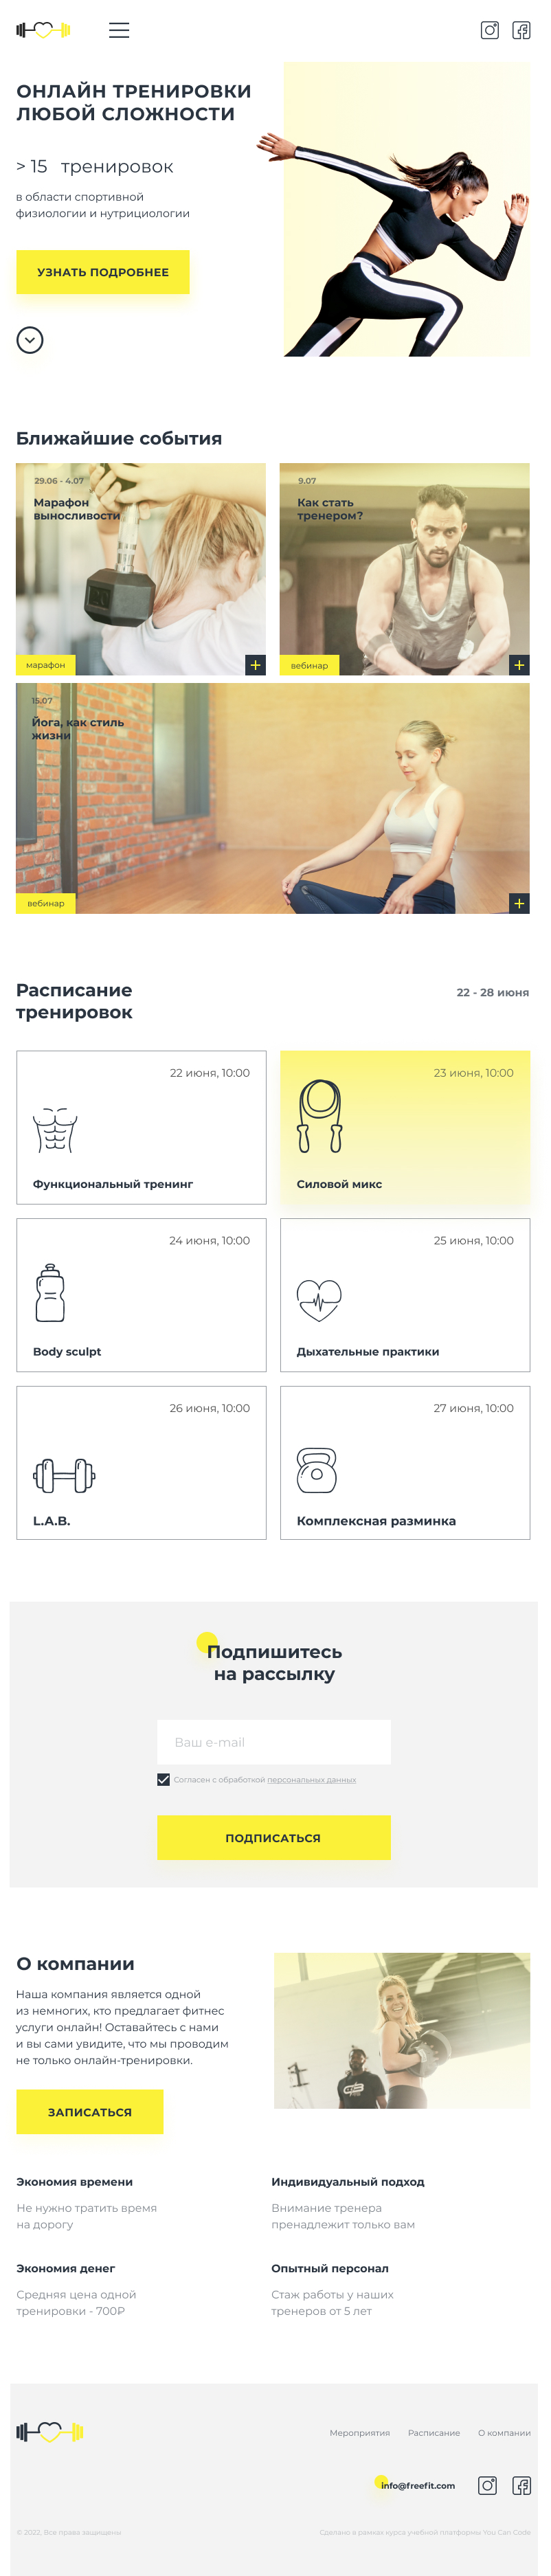 ОНЛАЙН ТРЕНИРОВКИ
ЛЮБОЙ СЛОЖНОСТИ
> 15 тренировок
в области спортивной
физиологии и нутрициологии
УЗНАТЬ ПОДРОБНЕЕ
Ближайшие события
29.06 - 4.07
Марафон
выносливости
марафон
9.07
Как стать
тренером?
вебинар
15.07
Йога, как стиль
жизни
вебинар
Расписание
тренировок
22 - 28 июня
22 июня, 10:00
Функциональный тренинг
23 июня, 10:00
Силовой микс
24 июня, 10:00
Body sculpt
25 июня, 10:00
Дыхательные практики
26 июня, 10:00
L.A.B.
27 июня, 10:00
Комплексная разминка
Подпишитесь
на рассылку
Ваш e-mail
Согласен с обработкой персональных данных
ПОДПИСАТЬСЯ
О компании
Наша компания является одной
из немногих, кто предлагает фитнес
услуги онлайн! Оставайтесь с нами
и вы сами увидите, что мы проводим
не только онлайн-тренировки.
ЗАПИСАТЬСЯ
Экономия времени
Не нужно тратить время
на дорогу
Индивидуальный подход
Внимание тренера
пренадлежит только вам
Экономия денег
Средняя цена одной
тренировки - 700₽
Опытный персонал
Стаж работы у наших
тренеров от 5 лет
Мероприятия Расписание О компании
info@freefit.com
© 2022, Все права защищены
Сделано в рамках курса учебной платформы You Can Code